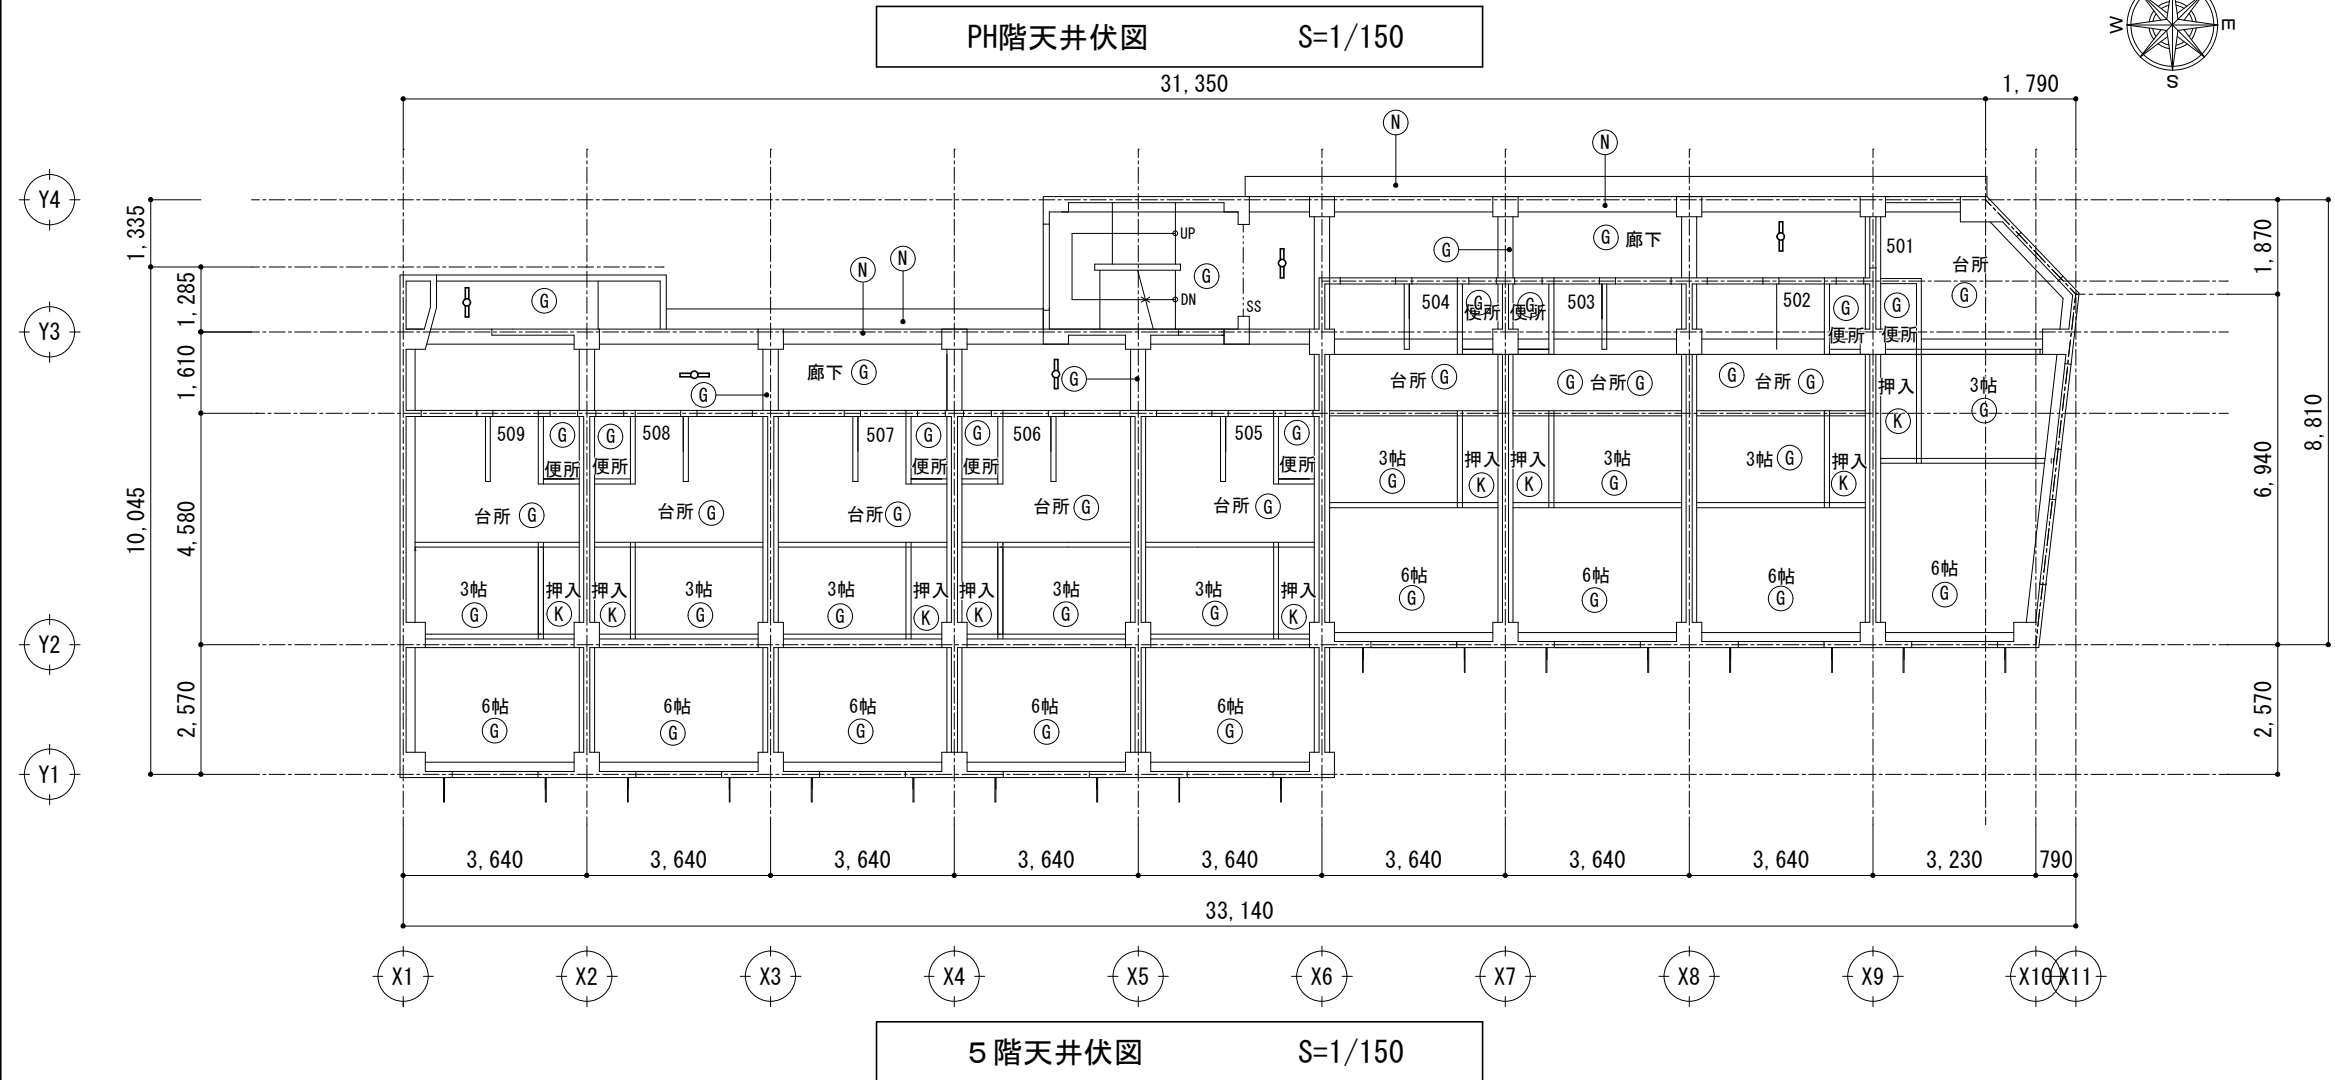 PH階天井伏図 S=1/150
W E
S
31,350 1,790
N
N
Y4
1,335
1,870
UP
N
N
G
G 廊下
501
台所
G
G
G
DN
SS
1,285
Y3
504 G 便所
G 便所 503
502 G 便所
G 便所
1,610
廊下 G
G
G
台所 G
G 台所 G
G 台所 G
押入 K
3帖 G
8,810
509 G 便所
G 便所 508
507 G 便所
G 便所 506
505 G 便所
3帖 G
押入 K
押入 K
3帖 G
3帖 G
押入 K
6,940
10,045
4,580
台所 G
台所 G
台所 G
台所 G
台所 G
3帖 G
押入 K
押入 K
3帖 G
3帖 G
押入 K
押入 K
3帖 G
3帖 G
押入 K
6帖 G
6帖 G
6帖 G
6帖 G
Y2
2,570
6帖 G
6帖 G
6帖 G
6帖 G
6帖 G
2,570
Y1
3,640 3,640 3,640 3,640 3,640 3,640 3,640 3,640 3,230 790
33,140
X1 X2 X3 X4 X5 X6 X7 X8 X9 X10 X11
５階天井伏図 S=1/150